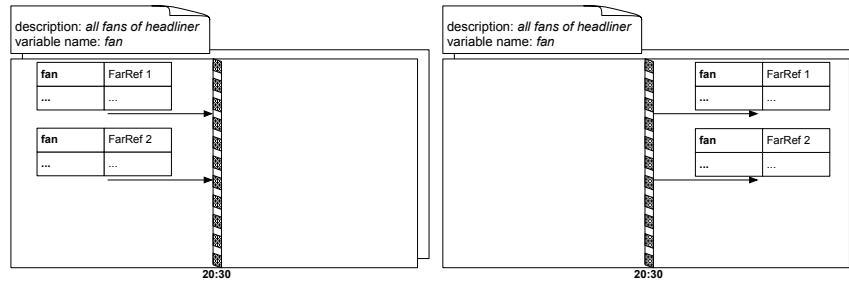 description: all fans of headliner
variable name: fan
fan FarRef 1
... ...
fan FarRef 2
... ...
20:30
description: all fans of headliner
variable name: fan
fan FarRef 1
... ...
fan FarRef 2
... ...
20:30